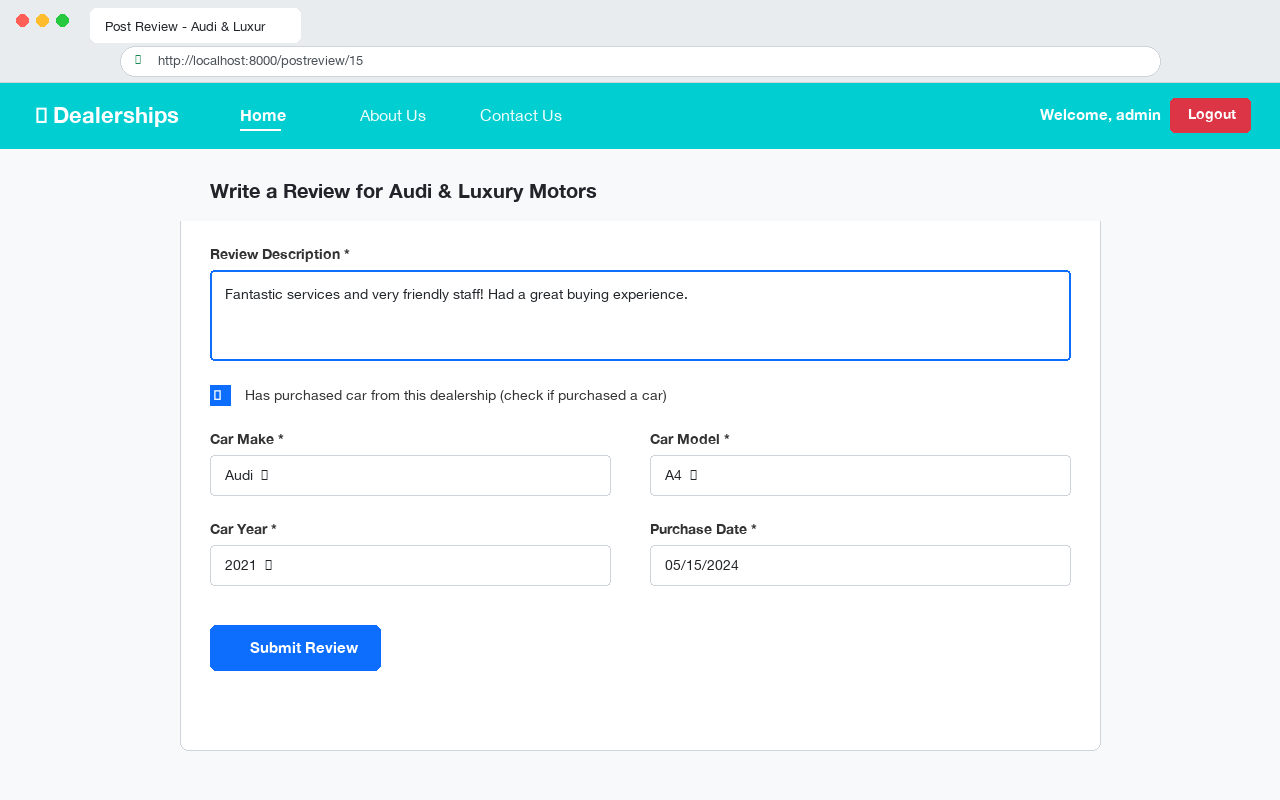 Post Review - Audi & Luxur
http://localhost:8000/postreview/15
Dealerships Home About Us Contact Us Welcome, admin Logout
Write a Review for Audi & Luxury Motors
Review Description *
Fantastic services and very friendly staff! Had a great buying experience.
Has purchased car from this dealership (check if purchased a car)
Car Make * Car Model *
Audi A4
Car Year * Purchase Date *
2021 05/15/2024
Submit Review